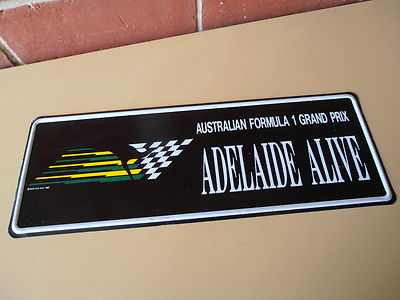 AUSTRALIAN FORMULA 1 GRAND PRIX
ADELAIDE ALIVE